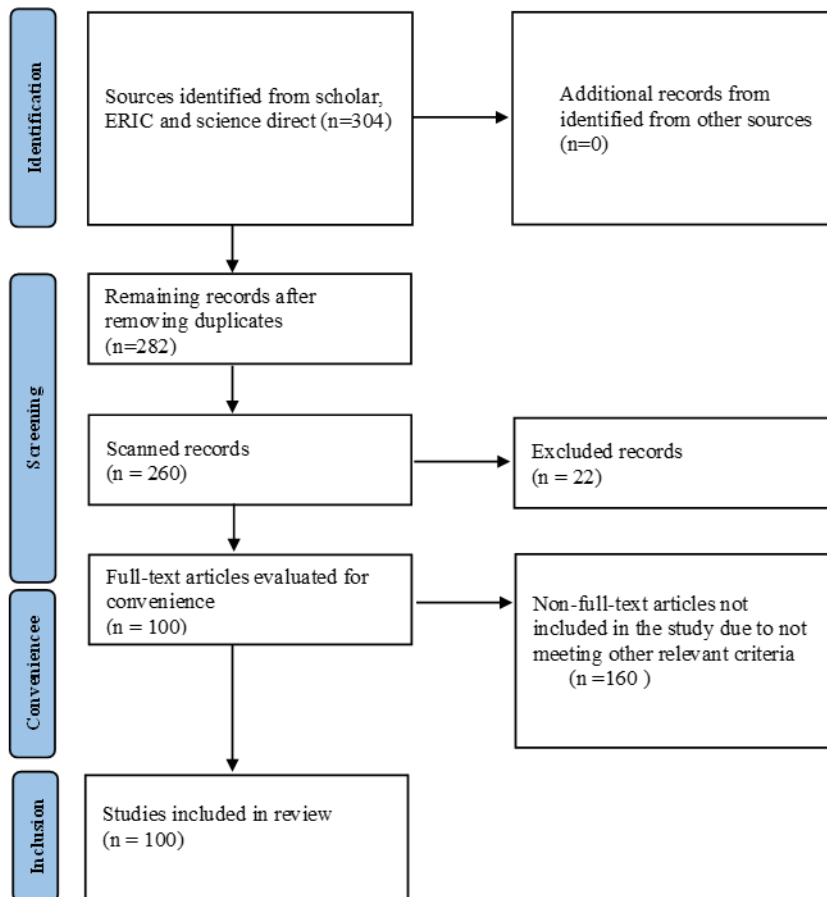 Identification
Sources identified from scholar,
ERIC and science direct (n=304)
Additional records from
identified from other sources
(n=0)
Screening
Remaining records after
removing duplicates
(n=282)
Scanned records
(n = 260)
Excluded records
(n = 22)
Full-text articles evaluated for
convenience
(n = 100)
Conveniencee
Non-full-text articles not
included in the study due to not
meeting other relevant criteria
(n =160 )
Inclusion
Studies included in review
(n = 100)